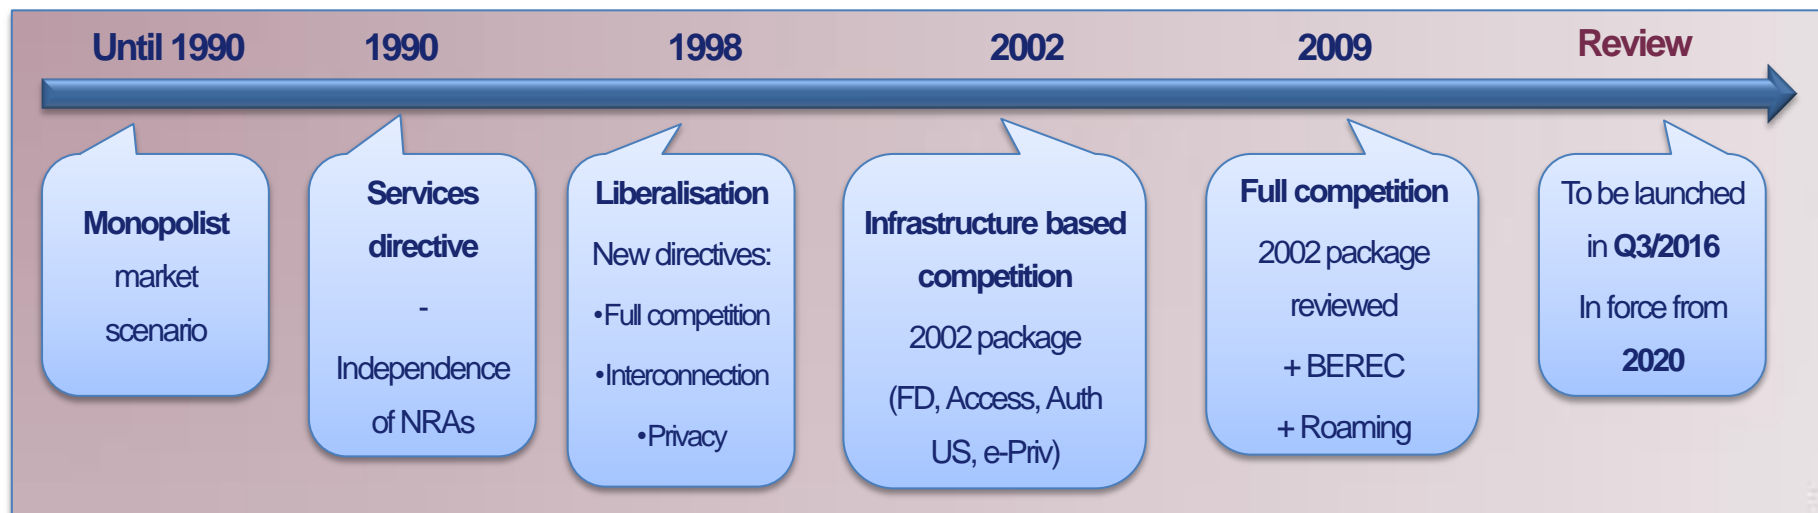 Until 1990
1990
1998
2002
2009
Review
Monopolist
market
scenario
Services
directive
-
Independence
of NRAs
Liberalisation
New directives:
•Full competition
•Interconnection
•Privacy
Infrastructure based
competition
2002 package
(FD, Access, Auth
US, e-Priv)
Full competition
2002 package
reviewed
+ BEREC
+ Roaming
To be launched
in Q3/2016
In force from
2020